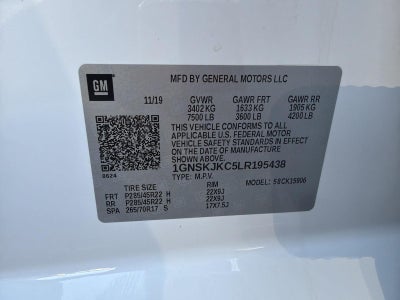 GM
MFD BY GENERAL MOTORS LLC
11/19 GVWR GAWR FRT GAWR RR
3402 KG 1633 KG 1905 KG
7500 LB 3600 LB 4200 LB
THIS VEHICLE CONFORMS TO ALL
APPLICABLE U.S. FEDERAL MOTOR
VEHICLE SAFETY STANDARDS IN EFFECT
ON THE DATE OF MANUFACTURE
SHOWN ABOVE.
1GNSKJKC5LR195438
TYPE: M.P.V.
0624
TIRE SIZE RIM
FRT P285/45R22 H 22X9J
RR P285/45R22 H 22X9J
SPA 265/70R17 S 17X7.5J